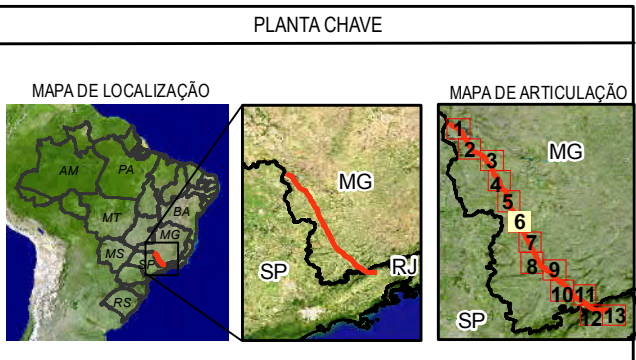 PLANTA CHAVE
MAPA DE LOCALIZAÇÃO
MAPA DE ARTICULAÇÃO
AM
PA
MT
BA
MG
MS
SP
RS
MG
SP
RJ
1
2
3
MG
4
5
6
7
8
9
10
11
SP
12
13